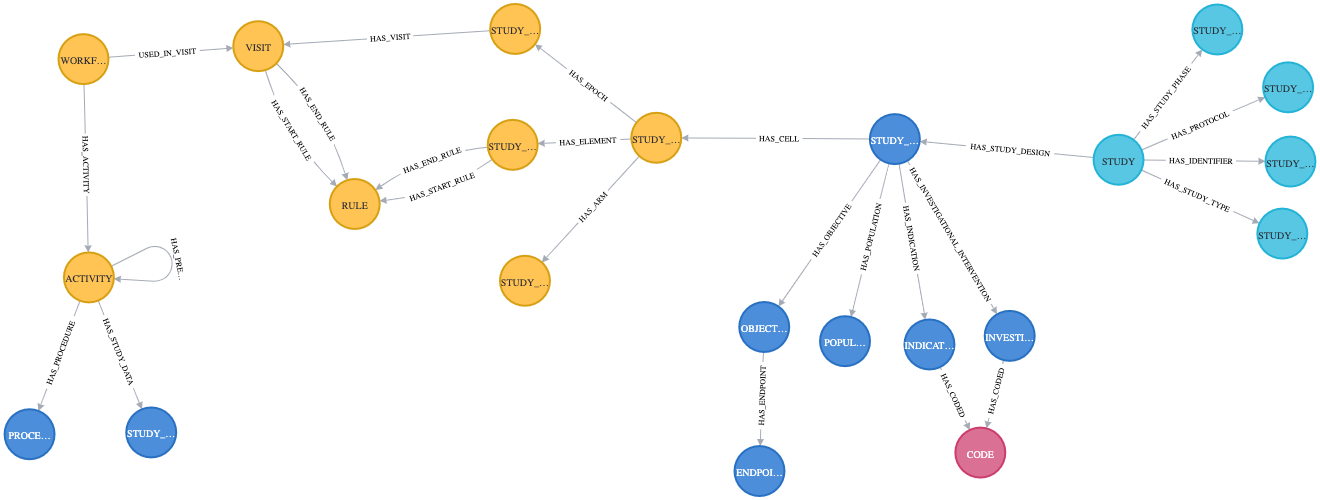 STUDY_...
STUDY_...
HAS_VISIT
VISIT
USED_IN_VISIT
WORKF...
HAS_EPOCH
HAS_STUDY_PHASE
STUDY_...
HAS_END_RULE
HAS_START_RULE
HAS_PROTOCOL
STUDY_...
HAS_ELEMENT
STUDY_...
HAS_CELL
STUDY_...
HAS_STUDY_DESIGN
STUDY
HAS_IDENTIFIER
STUDY_...
HAS_ACTIVITY
HAS_END_RULE
HAS_START_RULE
HAS_STUDY_TYPE
RULE
HAS_ARM
HAS_OBJECTIVE
HAS_POPULATION
HAS_INDICATION
HAS_INVESTIGATIONAL_INTERVENTION
STUDY_...
HAS_PRE...
ACTIVITY
STUDY_...
OBJECT...
POPUL...
INDICAT...
INVESTI...
HAS_PROCEDURE
HAS_STUDY_DATA
HAS_ENDPOINT
HAS_CODED
HAS_CODED
PROCE...
STUDY_...
CODE
ENDPOI...